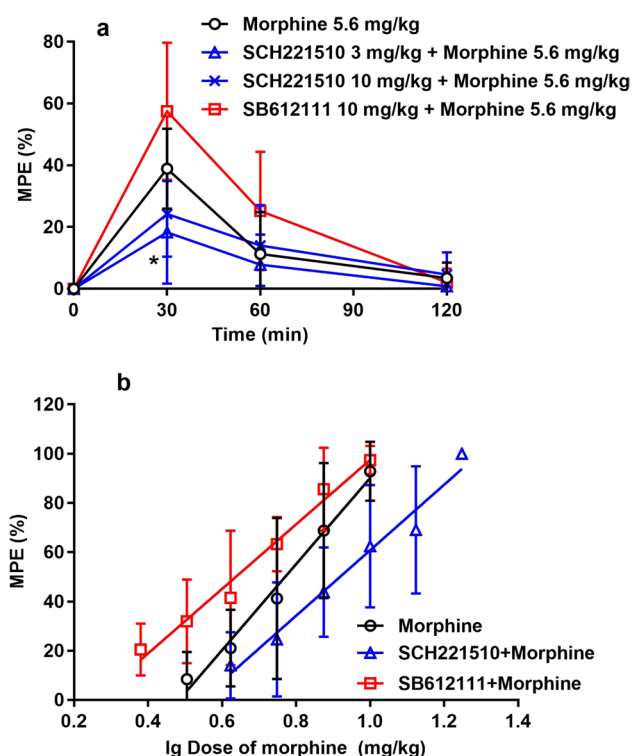 a
Morphine 5.6 mg/kg
SCH221510 3 mg/kg + Morphine 5.6 mg/kg
SCH221510 10 mg/kg + Morphine 5.6 mg/kg
SB612111 10 mg/kg + Morphine 5.6 mg/kg
80
60
40
20
0
MPE (%)
*
0 30 60 90 120
Time (min)
b
120
100
80
60
40
20
0
MPE (%)
Morphine
SCH221510+Morphine
SB612111+Morphine
0.2 0.4 0.6 0.8 1.0 1.2 1.4
lg Dose of morphine (mg/kg)